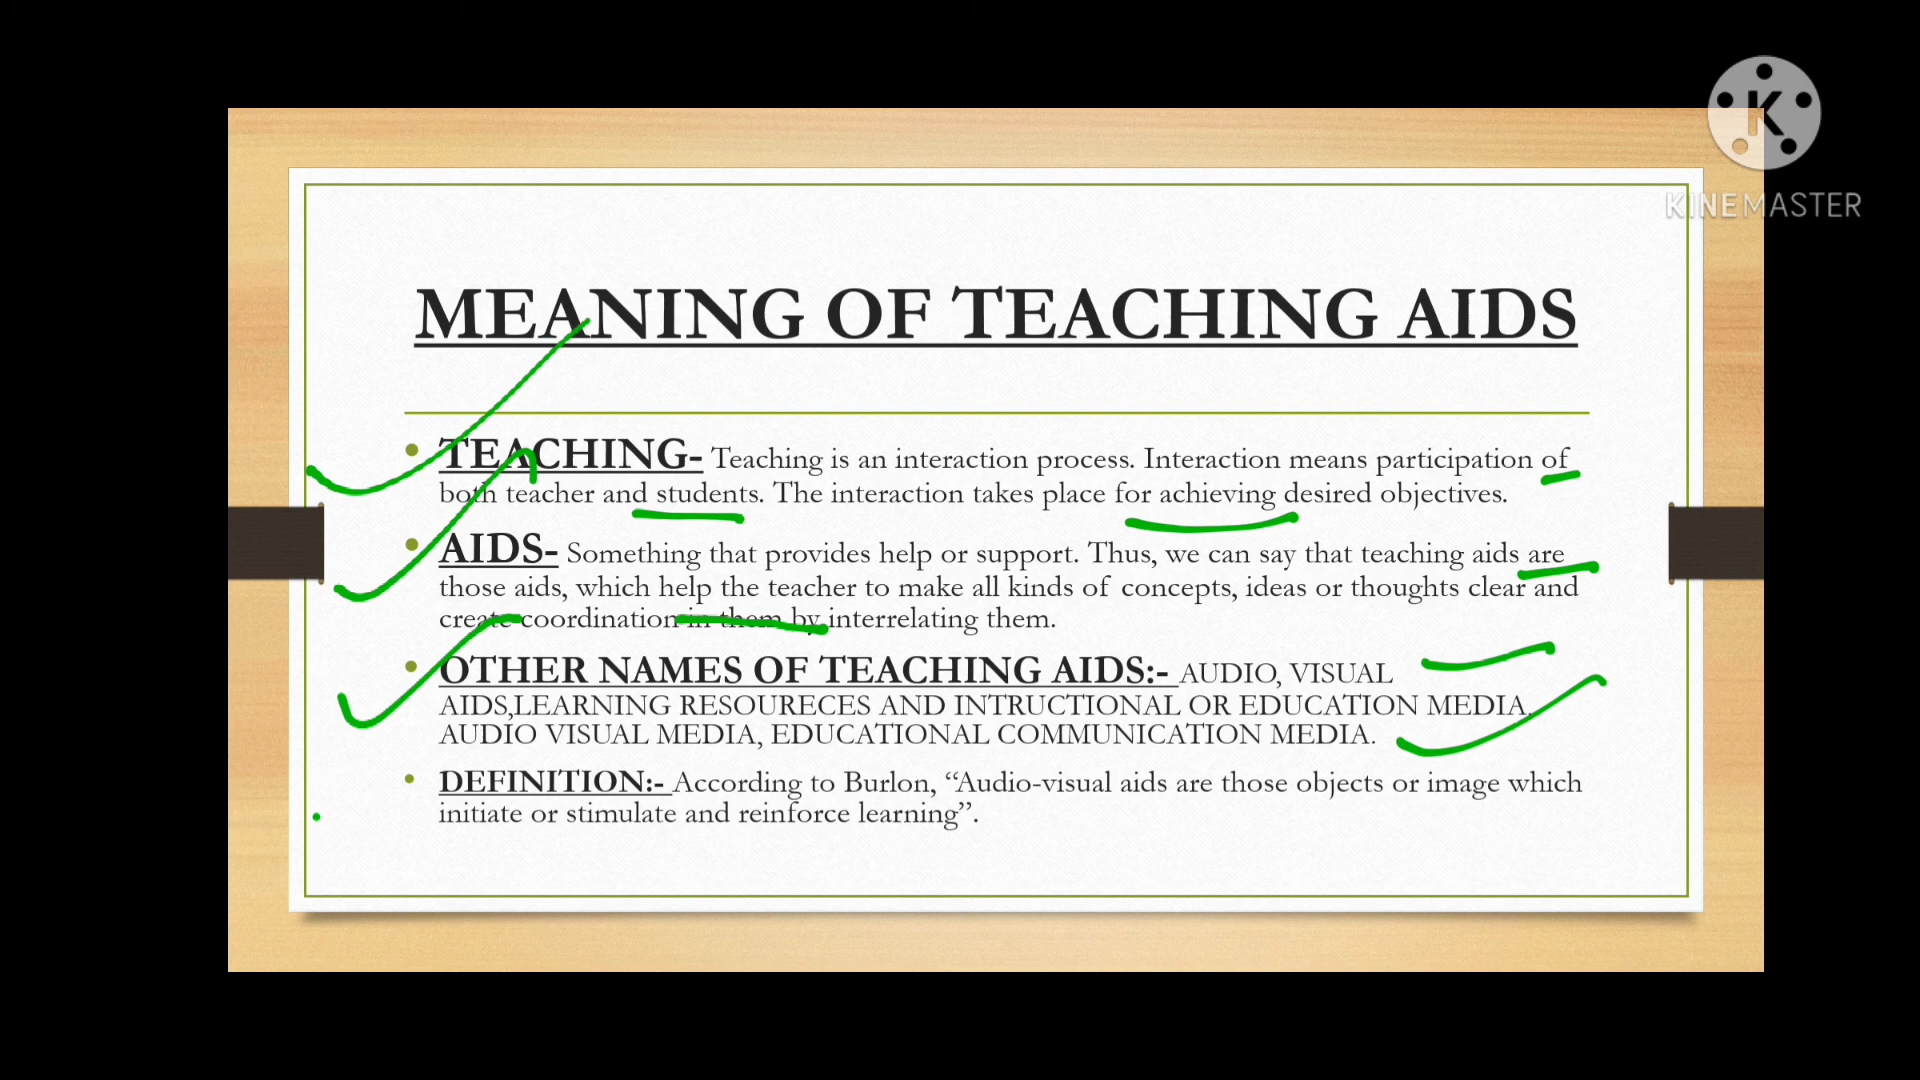 K
KINEMASTER
MEANING OF TEACHING AIDS
• TEACHING- Teaching is an interaction process. Interaction means participation of
both teacher and students. The interaction takes place for achieving desired objectives.
• AIDS- Something that provides help or support. Thus, we can say that teaching aids are
those aids, which help the teacher to make all kinds of concepts, ideas or thoughts clear and
create coordination in them by interrelating them.
• OTHER NAMES OF TEACHING AIDS:- AUDIO, VISUAL
AIDS,LEARNING RESOURECES AND INTRUCTIONAL OR EDUCATION MEDIA,
AUDIO VISUAL MEDIA, EDUCATIONAL COMMUNICATION MEDIA.
• DEFINITION:- According to Burlon, “Audio-visual aids are those objects or image which
initiate or stimulate and reinforce learning”.